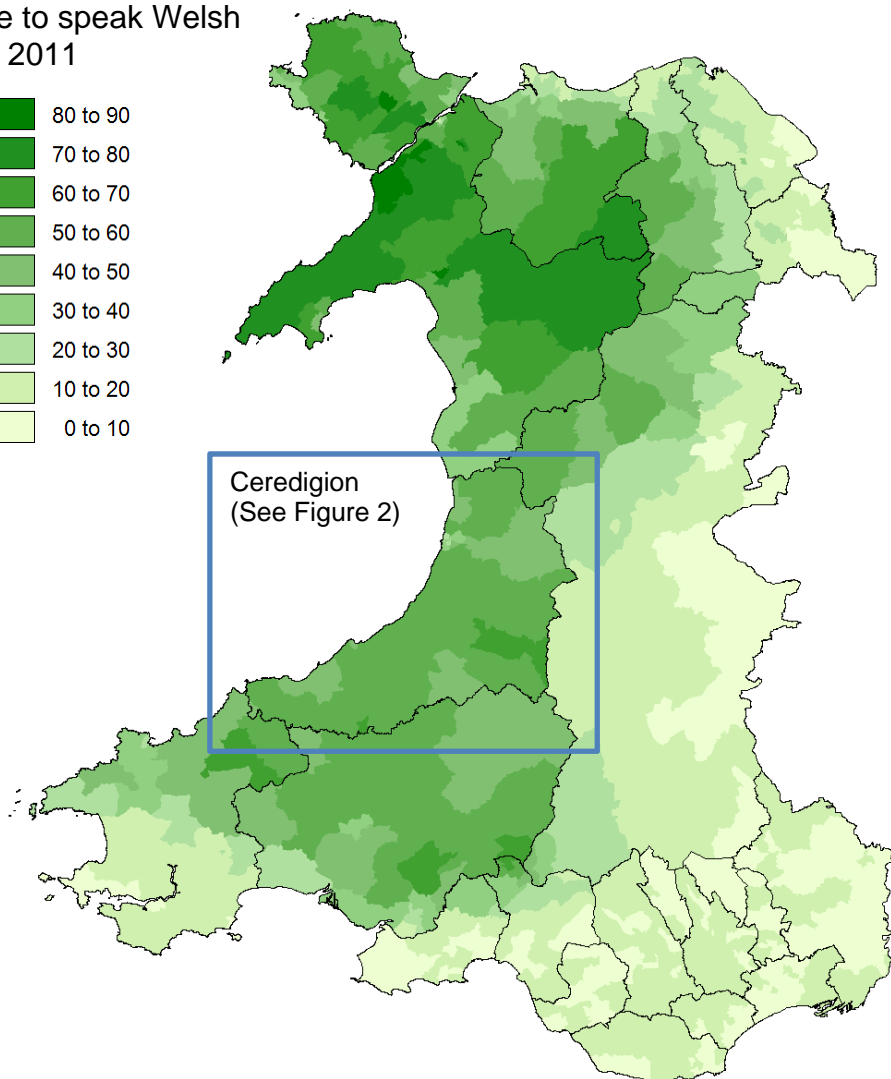 e to speak Welsh
2011
80 to 90
70 to 80
60 to 70
50 to 60
40 to 50
30 to 40
20 to 30
10 to 20
0 to 10
Ceredigion
(See Figure 2)